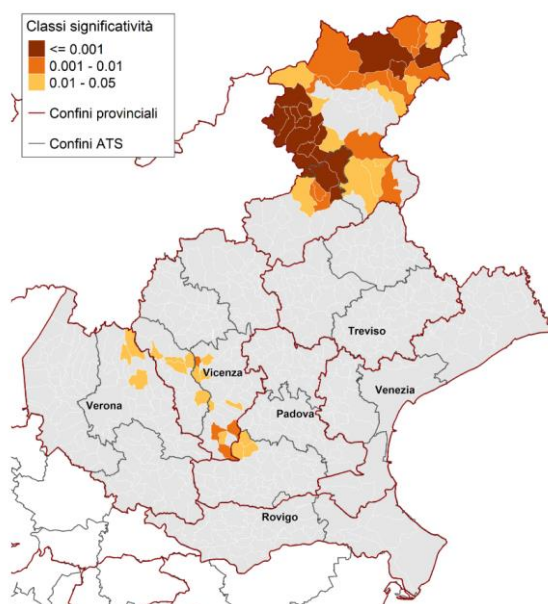 Classi significatività
<= 0.001
0.001 - 0.01
0.01 - 0.05
Confini provinciali
Confini ATS
Treviso
Vicenza
Venezia
Verona
Padova
Rovigo